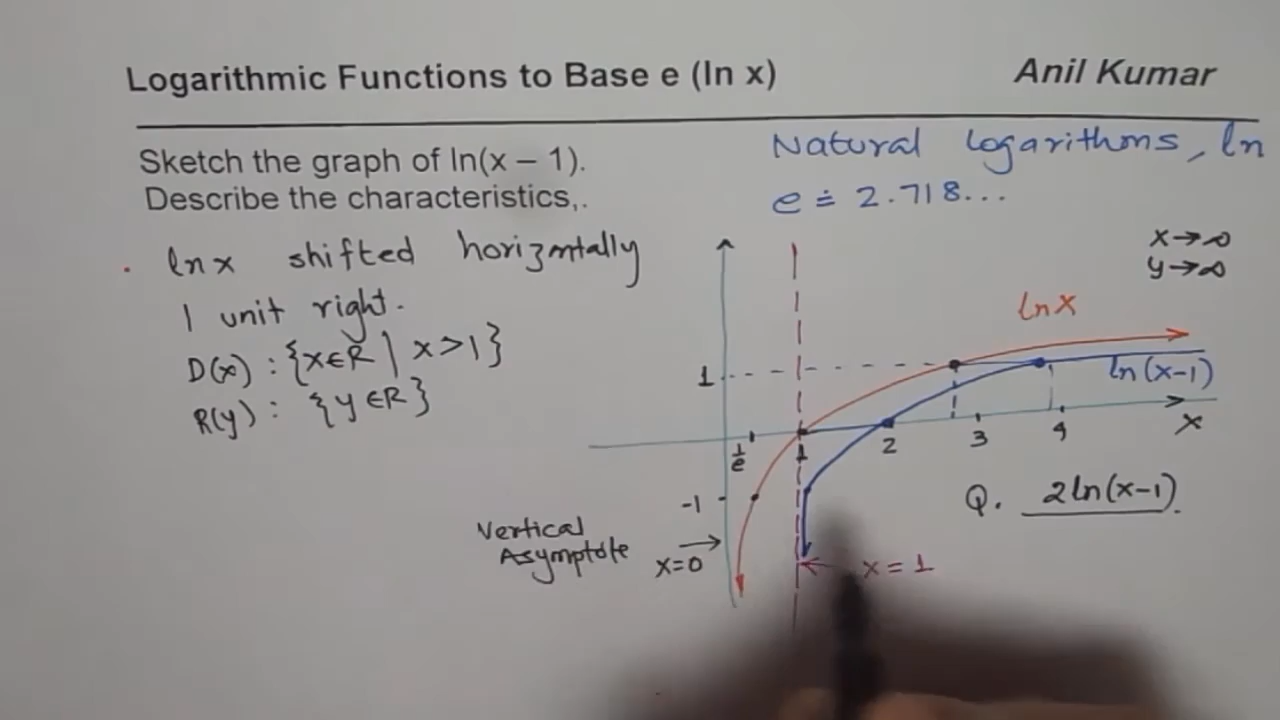 Logarithmic Functions to Base e (ln x)
Anil Kumar
Sketch the graph of ln(x – 1).
Describe the characteristics,.
Natural logarithms, ln
e ≐ 2.718...
. lnx shifted horizontally
1 unit right.
D(x) : {x∈R | x>1}
R(y) : {y∈R}
x→∞
y→∞
lnx
1
ln(x-1)
x
1/e
1
2
3
4
-1
Q. 2ln(x-1).
Vertical
Asymptote
x=0
x=1